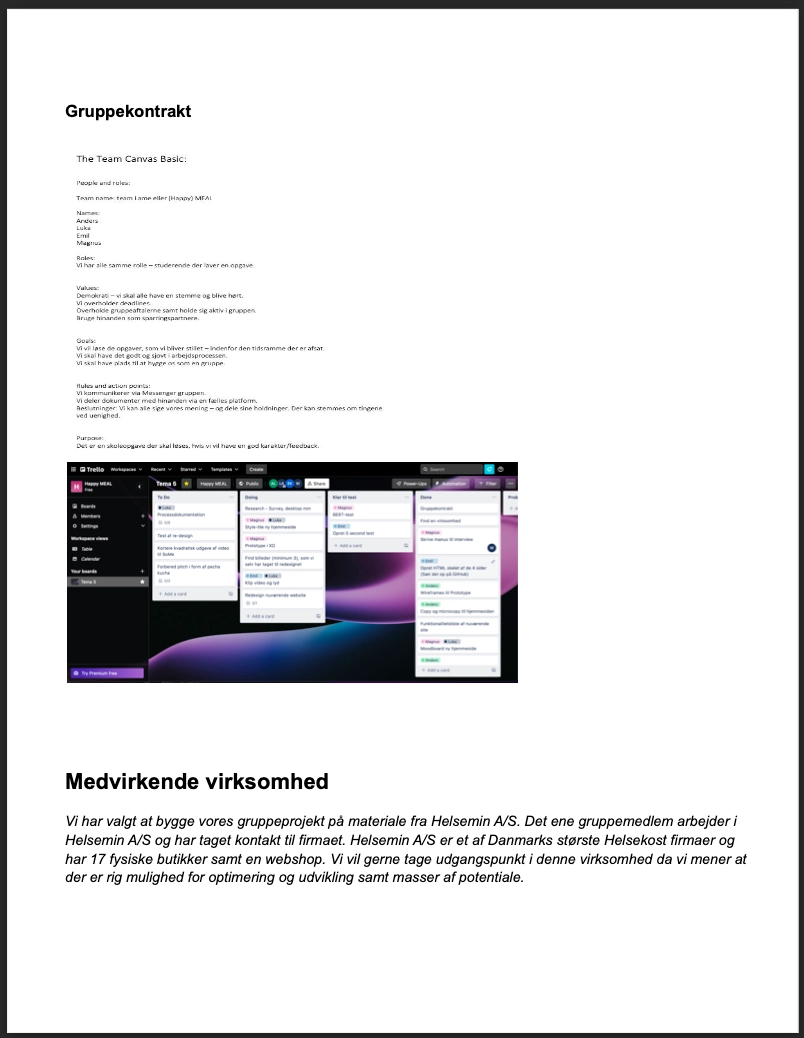 Gruppekontrakt
The Team Canvas Basic:
People and roles:
Team name: team Lame eller (Happy) MEAL
Names:
Anders
Luka
Emil
Magnus
Roles:
Vi har alle samme rolle – studerende der laver en opgave.
Values:
Demokrati – vi skal alle have en stemme og blive hørt.
Vi overholder deadlines.
Overholde gruppeaftalerne samt holde sig aktiv i gruppen.
Bruge hinanden som sparringspartnere.
Goals:
Vi vil løse de opgaver, som vi bliver stillet – indenfor den tidsramme der er afsat.
Vi skal have det godt og sjovt i arbejdsprocessen.
Vi skal have plads til at bygge os som en gruppe.
Rules and action points:
Vi kommunikerer via Messenger gruppen.
Vi deler dokumenter med hinanden via en fælles platform.
Beslutninger: Vi kan alle sige vores mening – og dele sine holdninger. Der kan stemmes om tingene
ved uenighed.
Purpose:
Det er en skoleopgave der skal løses, hvis vi vil have en god karakter/feedback.
Trello Workspaces Recent Starred Templates Create Search
H Happy MEAL
Free
Boards
Members
Settings
Workspace views
Table
Calendar
Your boards
Tema 5
Try Premium Free
Tema 5 Happy MEAL Public Share Power-Ups Automation Filter
To Do
Luka
Procesdokumentation
Test af re-design
Kortere kvadratisk udgave af video
til SoMe
Forbered pitch i form af pecha
kucha
+ Add a card
Doing
Research - Survey, desktop mm
Magnus Luka
Style-tile ny hjemmeside
Magnus
Prototype i XD
Find billeder (minimum 3), som vi
selv har taget til redesignet
Emil Luka
Klip video og lyd
Redesign nuværende website
+ Add a card
Klar til test
Magnus
BERT-test
Emil
Opret 5 second test
+ Add a card
Done
Gruppekontrakt
Find en virksomhed
Magnus
Skrive manus til interview
Emil
Opret HTML skelet af de 4 sider
(Gør det op på GitHub)
Anders
Wireframes til Prototype
Anders
Copy og microcopy til hjemmesiden
Funktionalitetsliste af nuværende
site
Magnus Luka
Moodboard ny hjemmeside
Anders
+ Add a card
Medvirkende virksomhed
Vi har valgt at bygge vores gruppeprojekt på materiale fra Helsemin A/S. Det ene gruppemedlem arbejder i
Helsemin A/S og har taget kontakt til firmaet. Helsemin A/S er et af Danmarks største Helsekost firmaer og
har 17 fysiske butikker samt en webshop. Vi vil gerne tage udgangspunkt i denne virksomhed da vi mener at
der er rig mulighed for optimering og udvikling samt masser af potentiale.